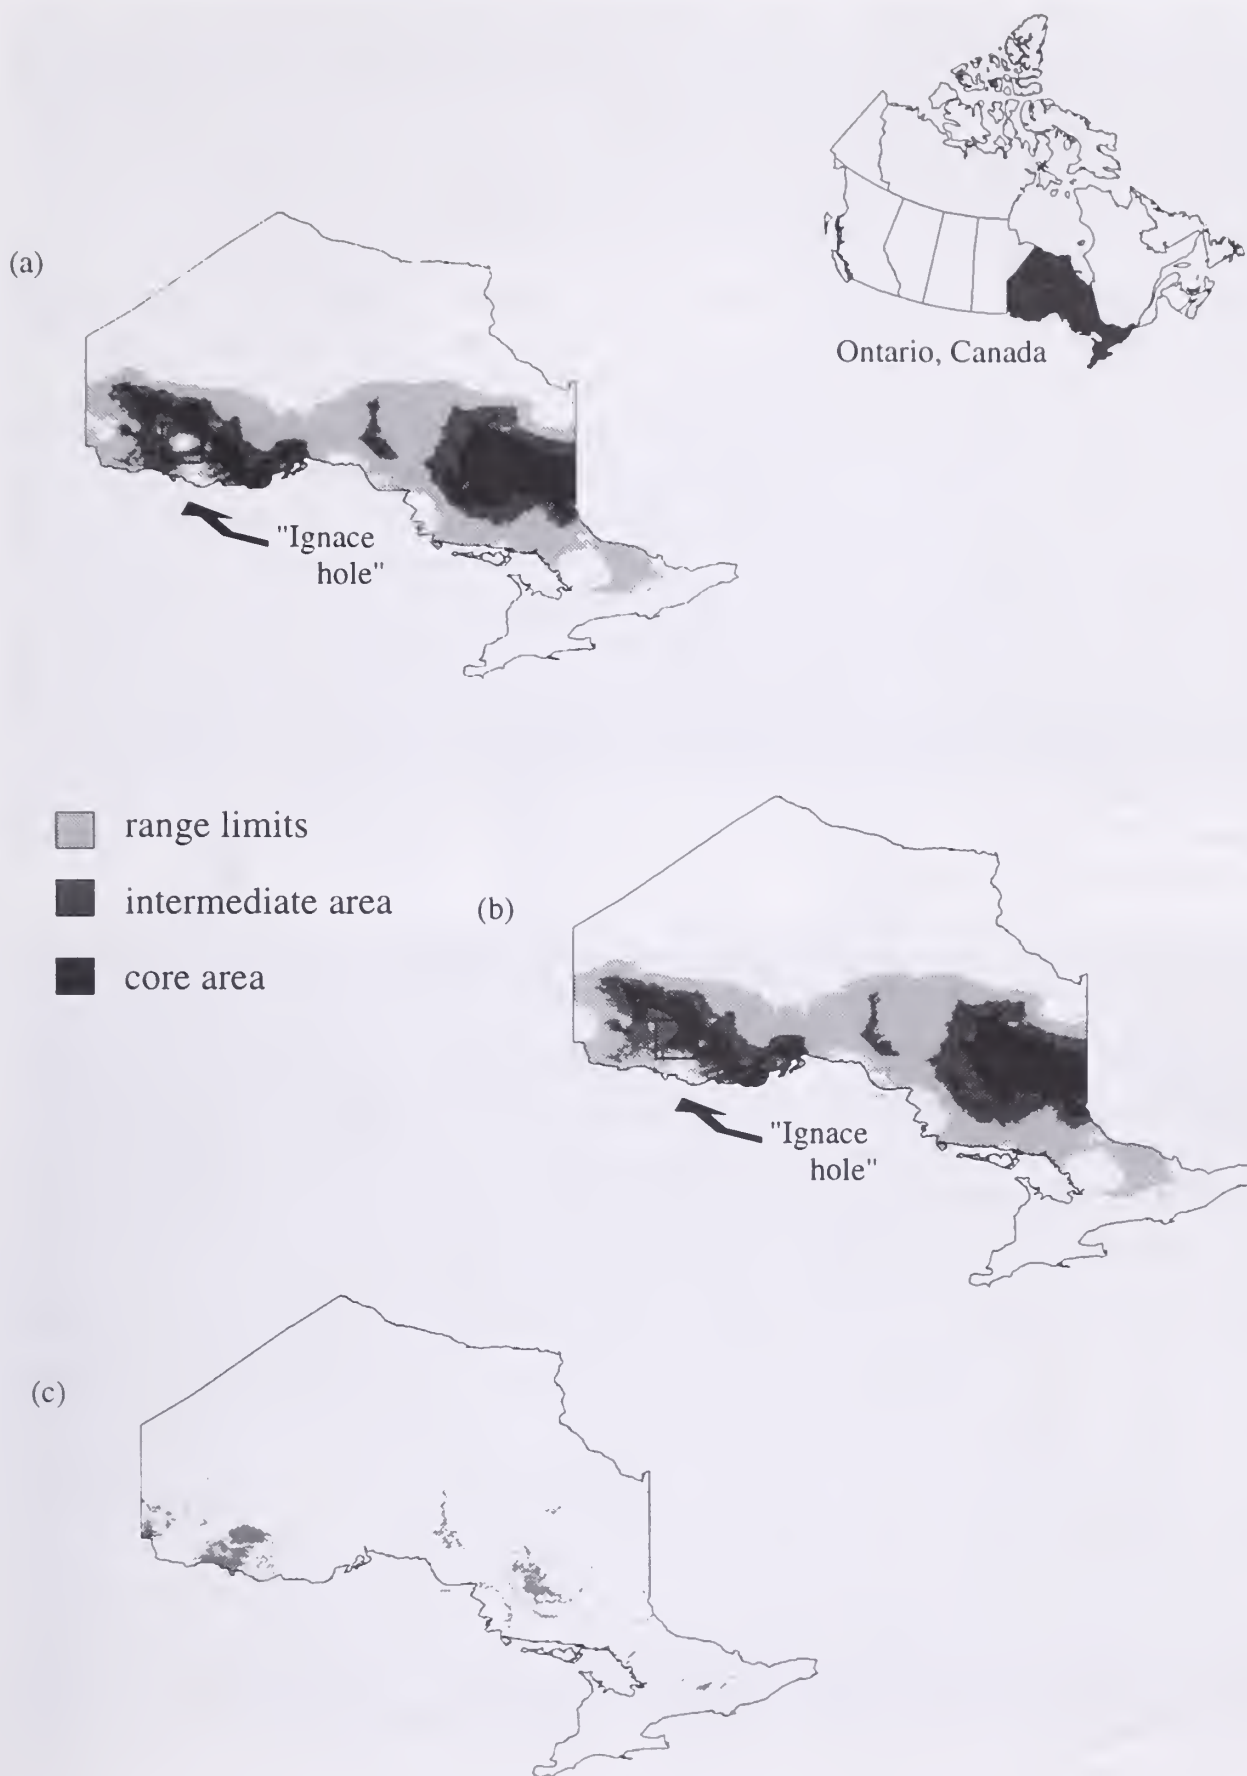 (a)
Ontario, Canada
"Ignace
hole"
range limits
intermediate area
(b)
core area
"Ignace
hole"
(c)